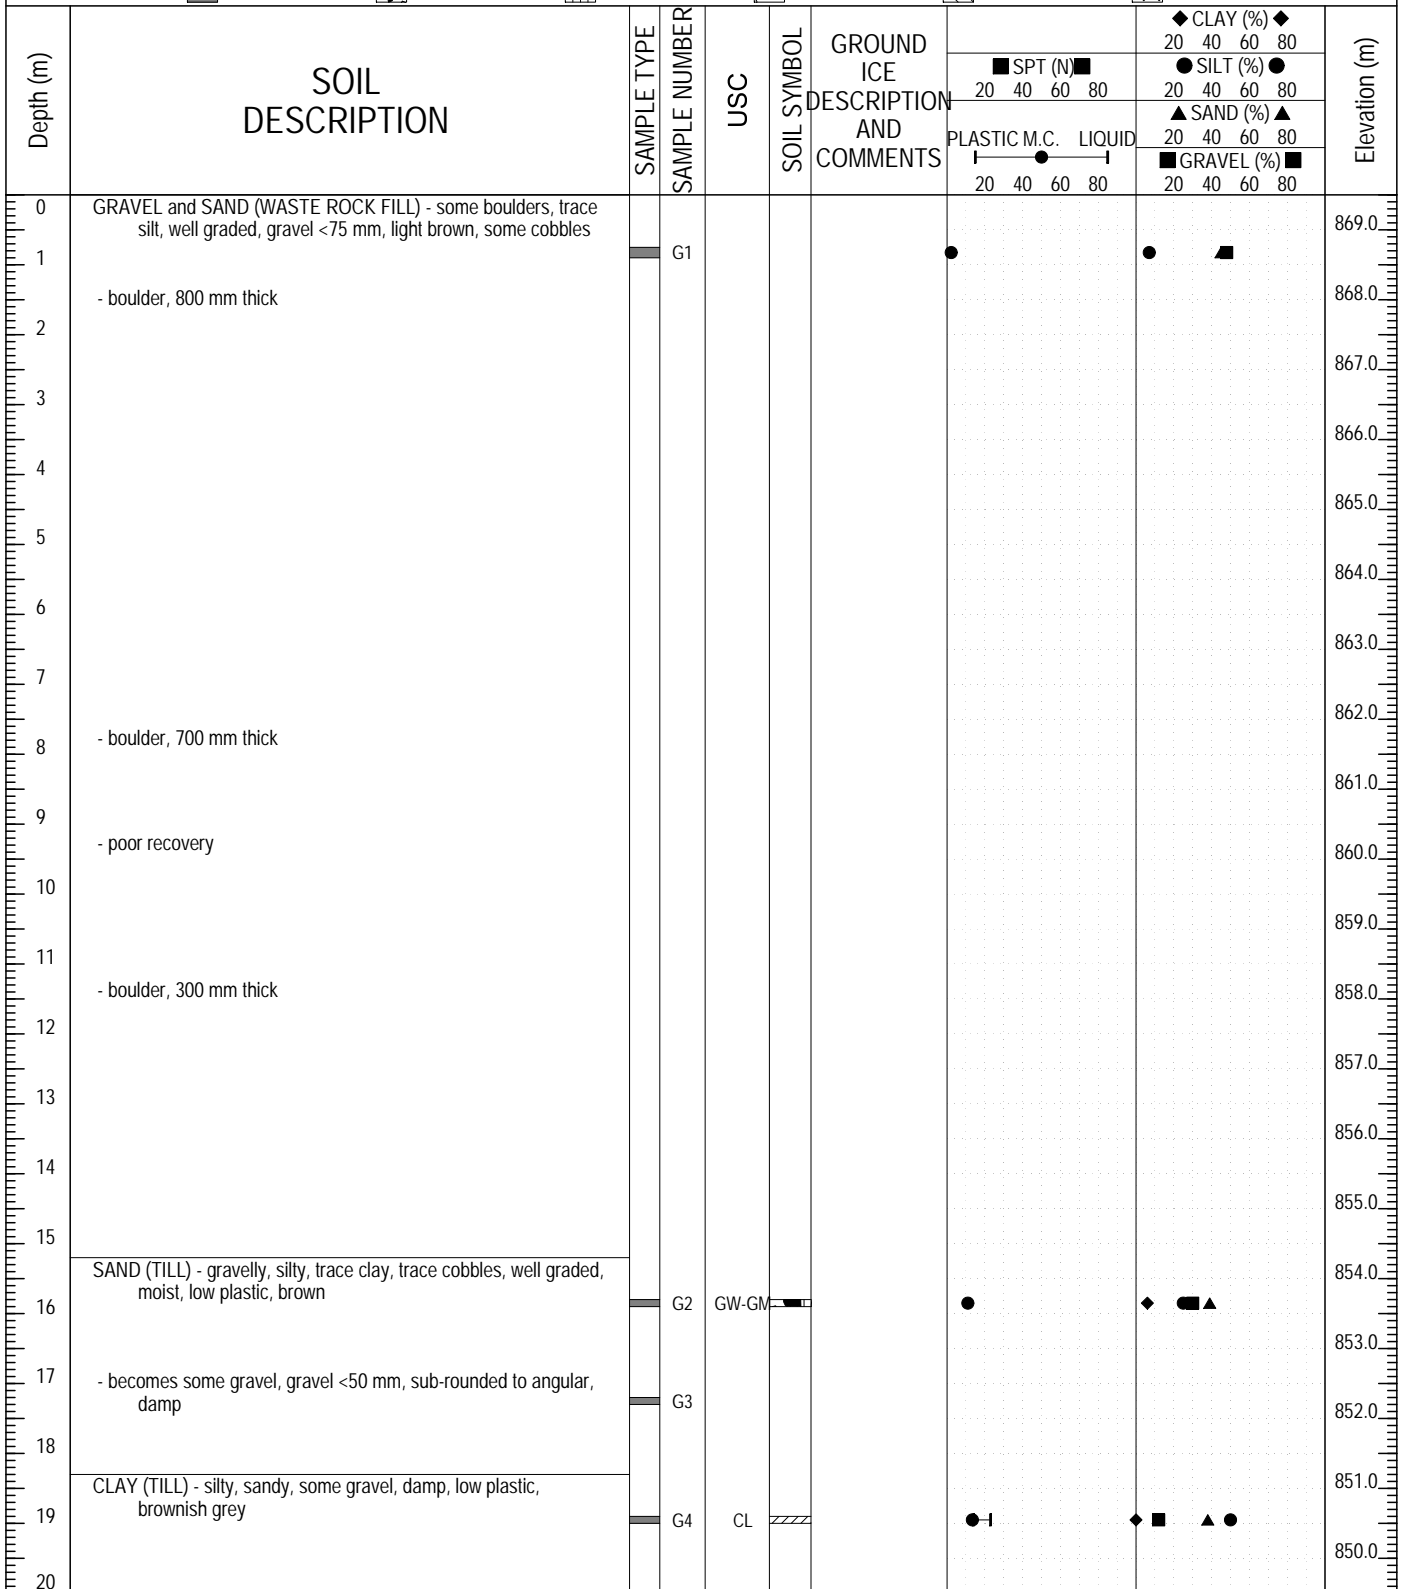 Depth (m)
SOIL
DESCRIPTION
SAMPLE TYPE
SAMPLE NUMBER
USC
SOIL SYMBOL
GROUND
ICE
DESCRIPTION
AND
COMMENTS
SPT (N)
20 40 60 80
PLASTIC M.C. LIQUID
20 40 60 80
CLAY (%)
20 40 60 80
SILT (%)
20 40 60 80
SAND (%)
20 40 60 80
GRAVEL (%)
20 40 60 80
Elevation (m)
0 GRAVEL and SAND (WASTE ROCK FILL) - some boulders, trace
silt, well graded, gravel <75 mm, light brown, some cobbles
869.0
1 G1
- boulder, 800 mm thick 868.0
2
867.0
3
866.0
4
865.0
5
864.0
6
863.0
7
862.0
- boulder, 700 mm thick
8
861.0
9
- poor recovery
860.0
10
859.0
11
- boulder, 300 mm thick
858.0
12
857.0
13
856.0
14
855.0
15
SAND (TILL) - gravelly, silty, trace clay, trace cobbles, well graded,
moist, low plastic, brown
854.0
16 G2 GW-GM
853.0
17
- becomes some gravel, gravel <50 mm, sub-rounded to angular,
damp
G3
852.0
18
851.0
CLAY (TILL) - silty, sandy, some gravel, damp, low plastic,
brownish grey
19 G4 CL
850.0
20